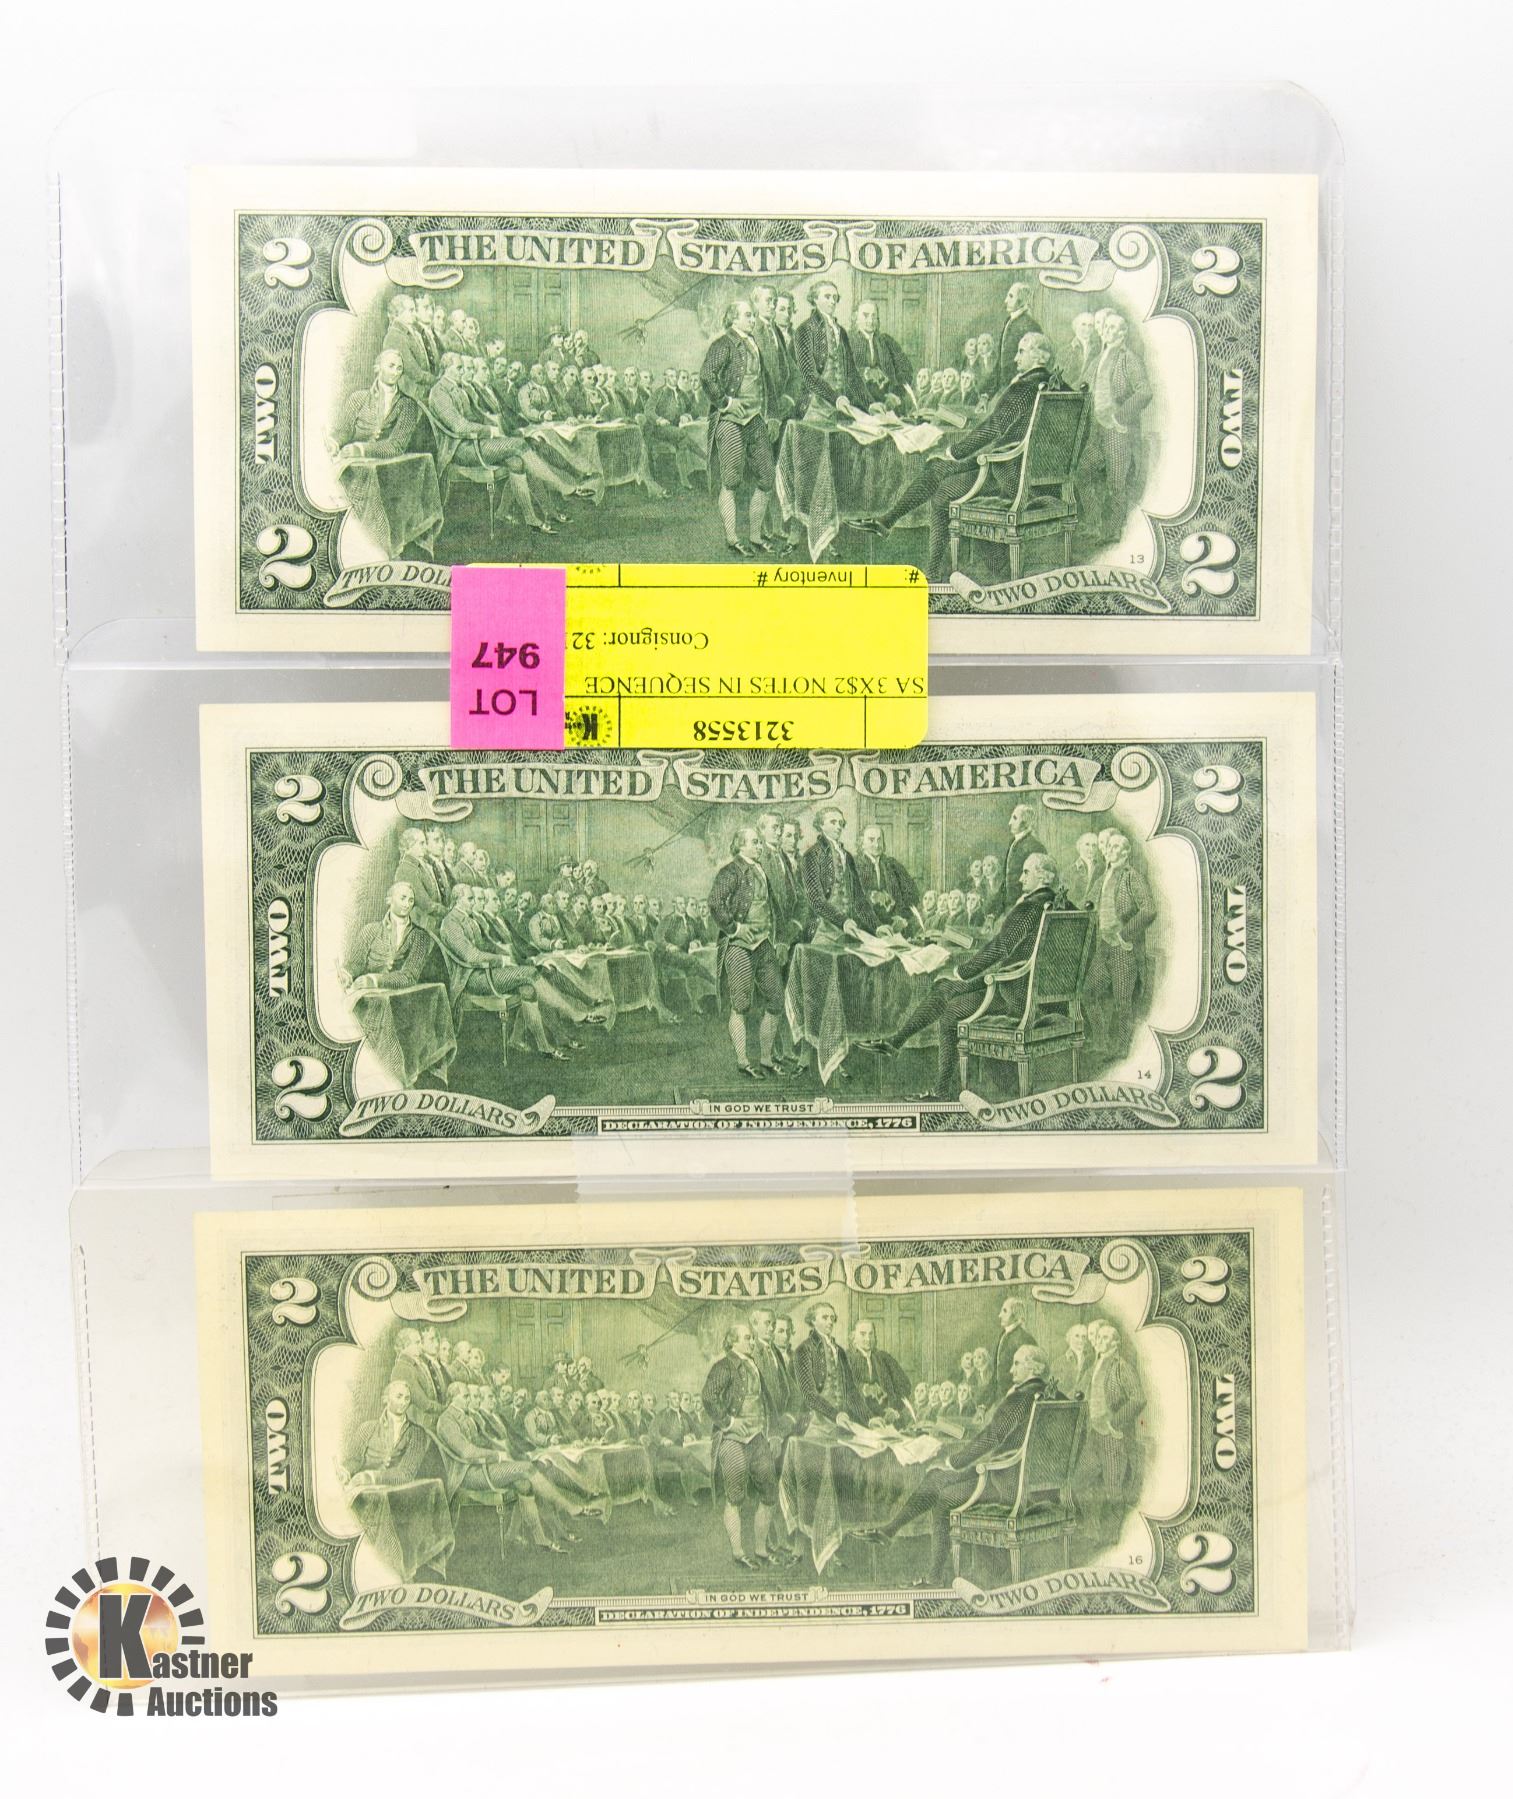 THE UNITED STATES OF AMERICA
2 2
TWO TWO
2 13 2
TWO TWO DOLLARS
#: Inventory #:
Consignor: 32
SA 3X$2 NOTES IN SEQUENCE
3213558 K
LOT
947
THE UNITED STATES OF AMERICA
2 2
TWO TWO
2 14 2
TWO DOLLARS IN GOD WE TRUST TWO DOLLARS
DECLARATION OF INDEPENDENCE, 1776
THE UNITED STATES OF AMERICA
2 2
TWO TWO
2 16 2
TWO DOLLARS IN GOD WE TRUST TWO DOLLARS
DECLARATION OF INDEPENDENCE, 1776
Kastner
Auctions